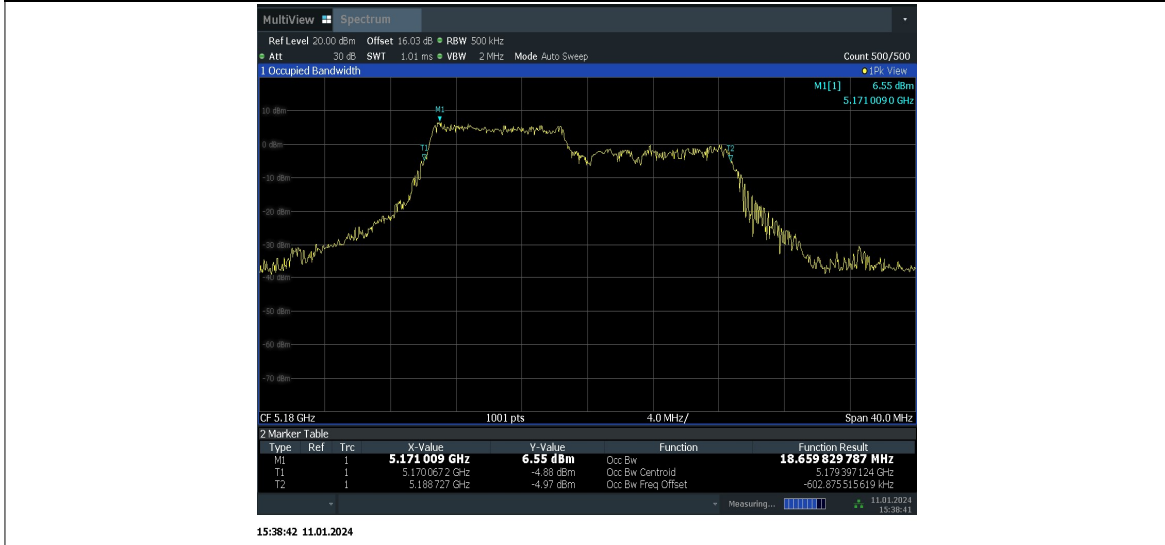 MultiView Spectrum
Ref Level 20.00 dBm Offset 16.03 dB RBW 500 kHz
Att 30 dB SWT 1.01 ms VBW 2 MHz Mode Auto Sweep Count 500/500
1 Occupied Bandwidth 1Pk View
M1[1] 6.55 dBm
5.171 009 0 GHz
10 dBm
M1
0 dBm
T1
T2
-10 dBm
-20 dBm
-30 dBm
-40 dBm
-50 dBm
-60 dBm
-70 dBm
CF 5.18 GHz 1001 pts 4.0 MHz/ Span 40.0 MHz
2 Marker Table
Type Ref Trc X-Value Y-Value Function Function Result
M1 1 5.171 009 GHz 6.55 dBm Occ Bw 18.659 829 787 MHz
T1 1 5.170 067 2 GHz -4.88 dBm Occ Bw Centroid 5.179 397 124 GHz
T2 1 5.188 727 GHz -4.97 dBm Occ Bw Freq Offset -602.875 515 619 kHz
Measuring... 11.01.2024
15:38:41
15:38:42 11.01.2024